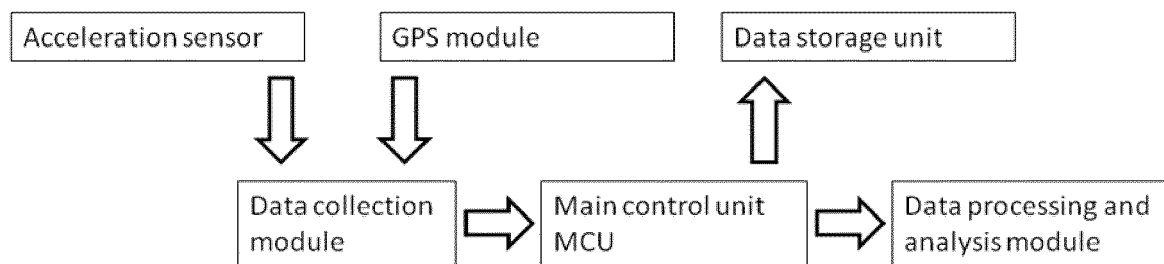 Acceleration sensor
GPS module
Data storage unit
Data collection
module
Main control unit
MCU
Data processing and
analysis module